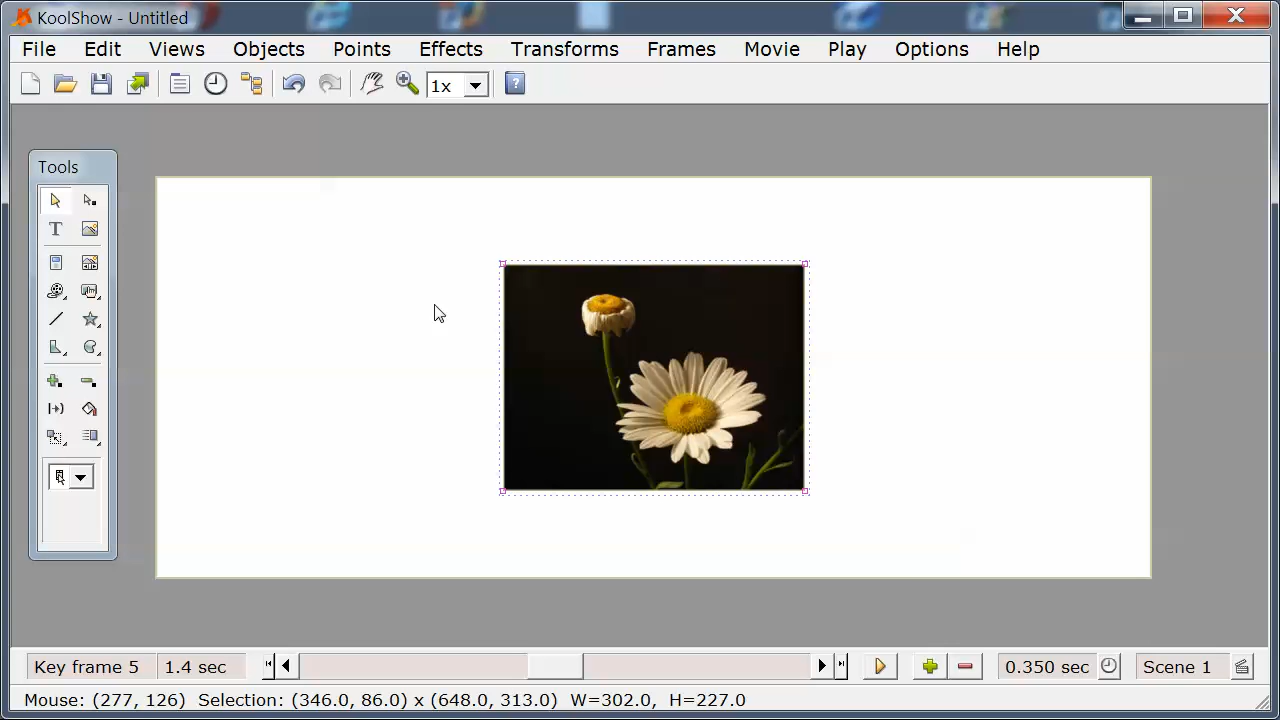 KoolShow - Untitled
File Edit Views Objects Points Effects Transforms Frames Movie Play Options Help
1x ?
Tools
T
Key frame 5 1.4 sec 0.350 sec Scene 1
Mouse: (277, 126) Selection: (346.0, 86.0) x (648.0, 313.0) W=302.0, H=227.0